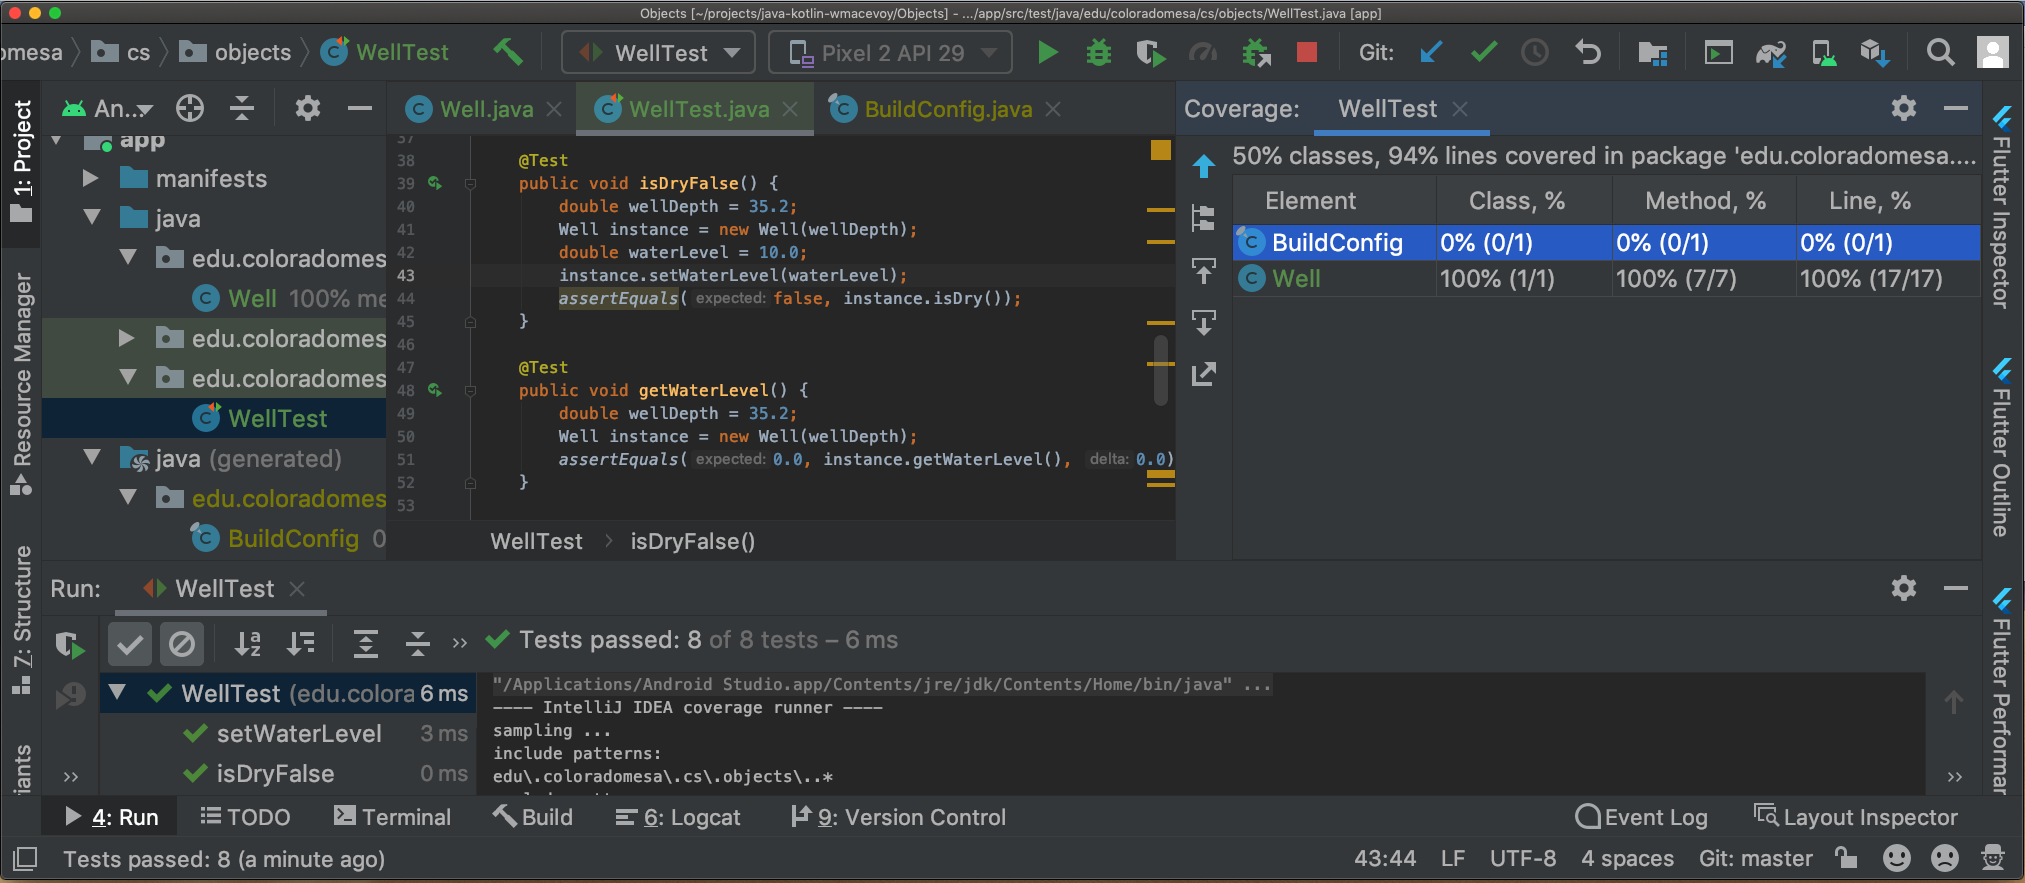 Objects [~/projects/java-kotlin-wmacevoy/Objects] - .../app/src/test/java/edu/coloradomesa/cs/objects/WellTest.java [app]
omesa cs objects WellTest WellTest Pixel 2 API 29 Git:
1: Project
Resource Manager
Z: Structure
iants
An...
app
manifests
java
edu.coloradomes
Well 100% me
edu.coloradomes
edu.coloradomes
WellTest
java (generated)
edu.coloradomes
BuildConfig 0
Well.java WellTest.java BuildConfig.java
37
38 @Test
39 public void isDryFalse() {
40 double wellDepth = 35.2;
41 Well instance = new Well(wellDepth);
42 double waterLevel = 10.0;
43 instance.setWaterLevel(waterLevel);
44 assertEquals( expected: false, instance.isDry());
45 }
46
47 @Test
48 public void getWaterLevel() {
49 double wellDepth = 35.2;
50 Well instance = new Well(wellDepth);
51 assertEquals( expected: 0.0, instance.getWaterLevel(), delta: 0.0)
52 }
53
WellTest > isDryFalse()
Coverage: WellTest
50% classes, 94% lines covered in package 'edu.coloradomesa....
Element Class, % Method, % Line, %
BuildConfig 0% (0/1) 0% (0/1) 0% (0/1)
Well 100% (1/1) 100% (7/7) 100% (17/17)
Flutter Inspector
Flutter Outline
Flutter Performar
Run: WellTest
Tests passed: 8 of 8 tests – 6 ms
WellTest (edu.colora 6 ms
setWaterLevel 3 ms
isDryFalse 0 ms
"/Applications/Android Studio.app/Contents/jre/jdk/Contents/Home/bin/java" ...
---- IntelliJ IDEA coverage runner ----
sampling ...
include patterns:
edu\.coloradomesa\.cs\.objects\..*
4: Run TODO Terminal Build 6: Logcat 9: Version Control Event Log Layout Inspector
Tests passed: 8 (a minute ago) 43:44 LF UTF-8 4 spaces Git: master